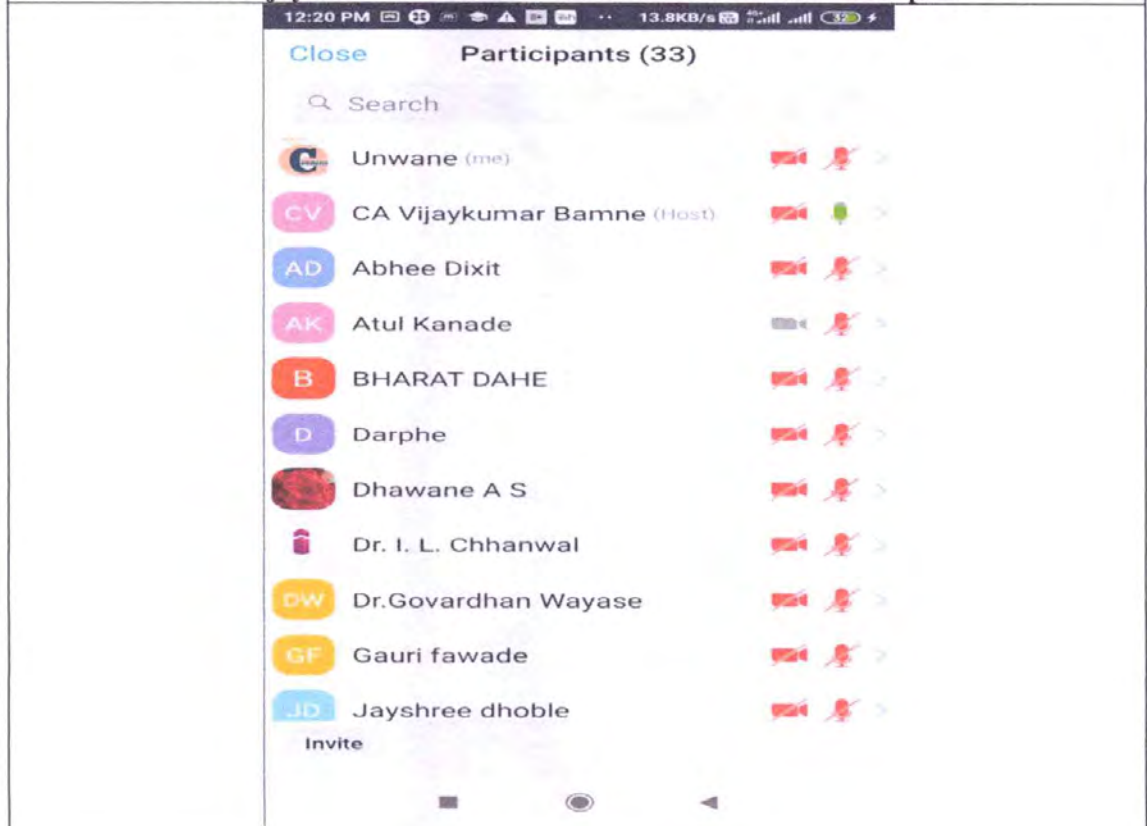 12:20 PM 13.8KB/s 32
Close Participants (33)
Search
Unwane (me)
CV CA Vijaykumar Bamne (Host)
AD Abhee Dixit
AK Atul Kanade
B BHARAT DAHE
D Darphe
Dhawane A S
Dr. I. L. Chhanwal
DW Dr.Govardhan Wayase
GF Gauri fawade
JD Jayshree dhoble
Invite